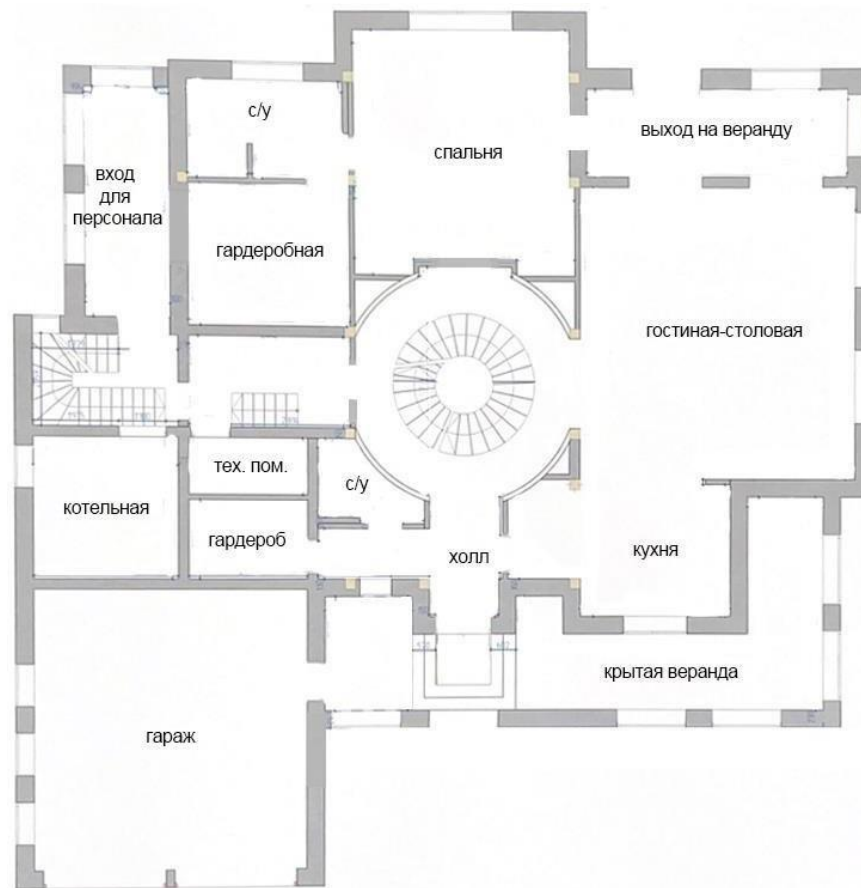 с/у
выход на веранду
спальня
вход
для
персонала
гардеробная
гостиная-столовая
тех. пом.
с/у
котельная
гардероб
холл
кухня
крытая веранда
гараж